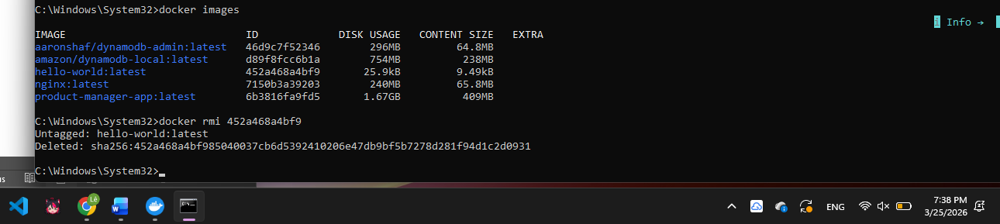 C:\Windows\System32>docker images
i Info →
IMAGE ID DISK USAGE CONTENT SIZE EXTRA
aaronshaf/dynamodb-admin:latest 46d9c7f52346 296MB 64.8MB
amazon/dynamodb-local:latest d89f8fcc6b1a 754MB 238MB
hello-world:latest 452a468a4bf9 25.9kB 9.49kB
nginx:latest 7150b3a39203 240MB 65.8MB
product-manager-app:latest 6b3816fa9fd5 1.67GB 409MB
C:\Windows\System32>docker rmi 452a468a4bf9
Untagged: hello-world:latest
Deleted: sha256:452a468a4bf985040037cb6d5392410206e47db9bf5b7278d281f94d1c2d0931
C:\Windows\System32>
Lê
ENG
7:38 PM
3/25/2026